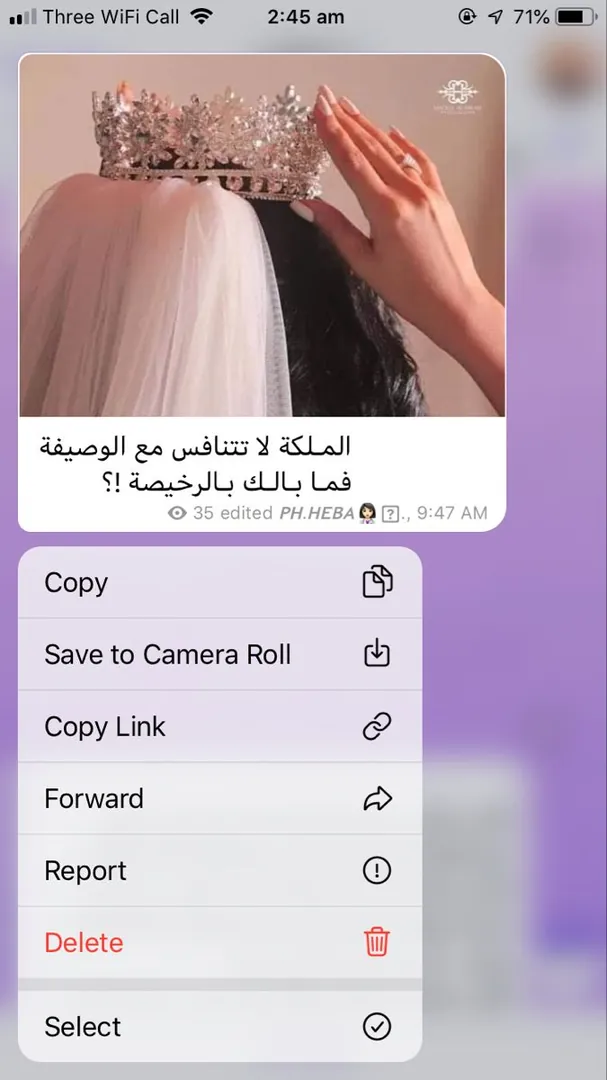 Three WiFi Call
2:45 am
71%
الملكة لا تتنافس مع الوصيفة
فما بالك بالرخيصة !؟
35 edited PH.HEBA👩‍⚕️., 9:47 AM
Copy
Save to Camera Roll
Copy Link
Forward
Report
Delete
Select